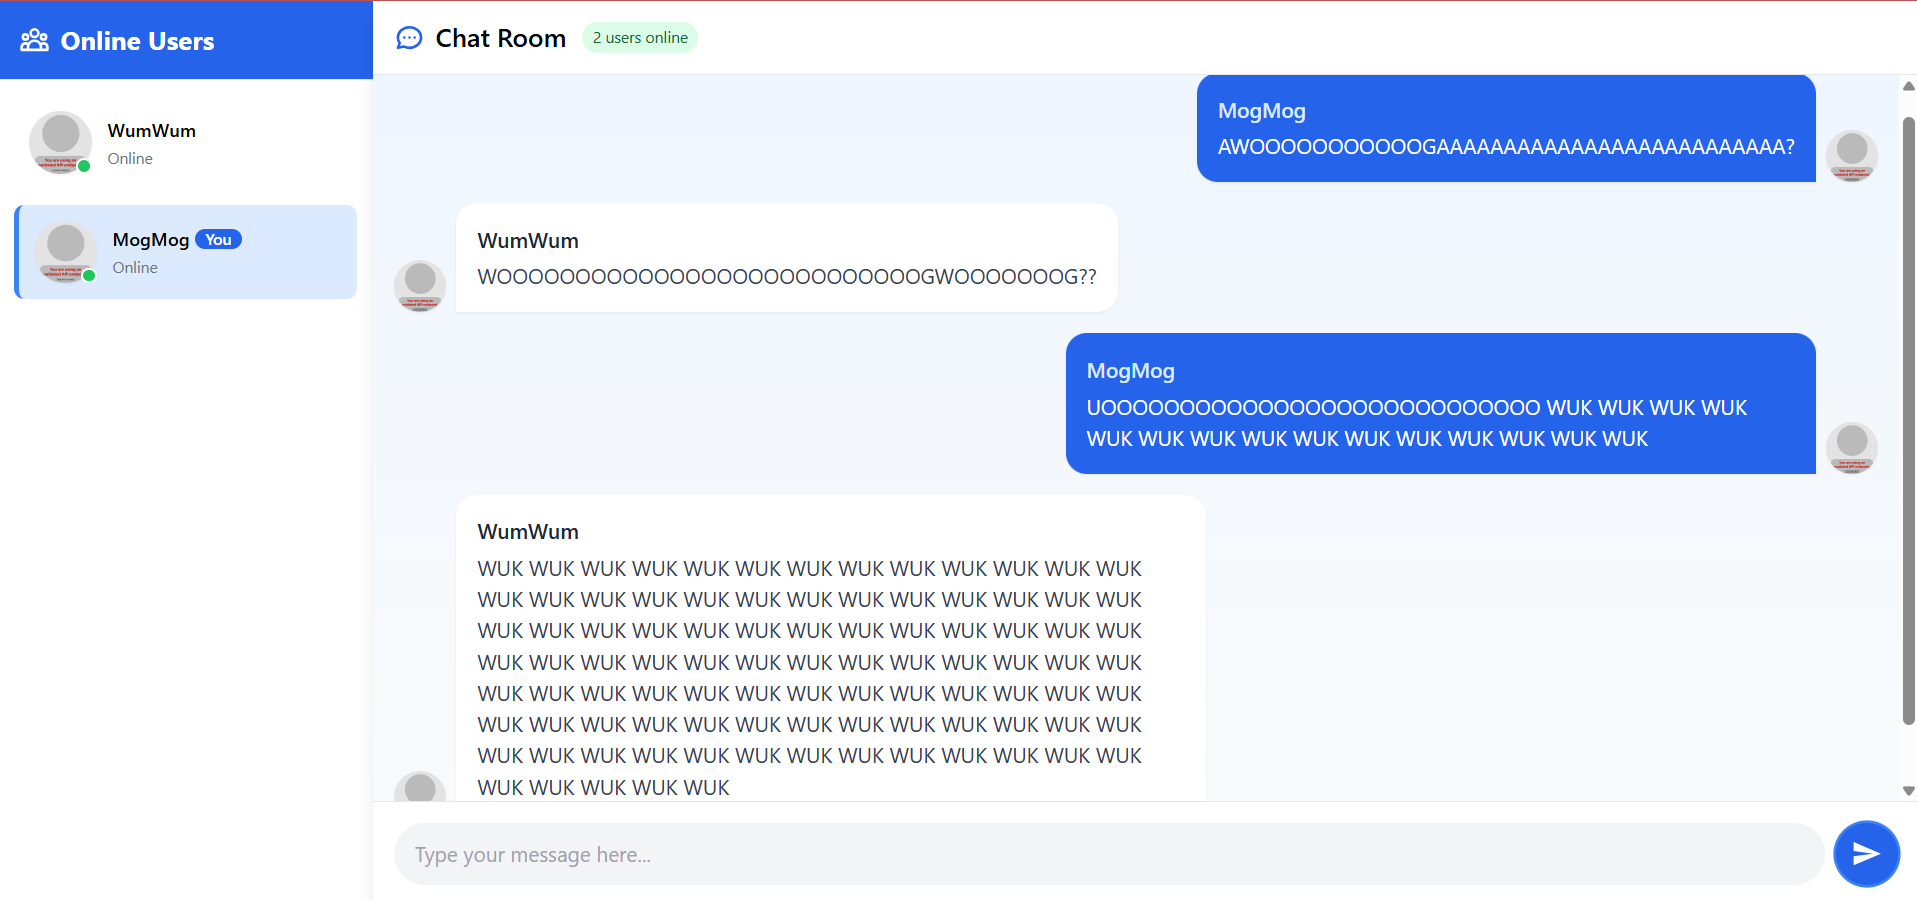 Online Users
WumWum
Online
MogMog You
Online
Chat Room 2 users online
MogMog
AWOOOOOOOOOOOGAAAAAAAAAAAAAAAAAAAAAAAAAA?
WumWum
WOOOOOOOOOOOOOOOOOOOOOOOOOOOGWOOOOOOOG??
MogMog
UOOOOOOOOOOOOOOOOOOOOOOOOOOOO WUK WUK WUK WUK
WUK WUK WUK WUK WUK WUK WUK WUK WUK WUK WUK
WumWum
WUK WUK WUK WUK WUK WUK WUK WUK WUK WUK WUK WUK WUK
WUK WUK WUK WUK WUK WUK WUK WUK WUK WUK WUK WUK WUK
WUK WUK WUK WUK WUK WUK WUK WUK WUK WUK WUK WUK WUK
WUK WUK WUK WUK WUK WUK WUK WUK WUK WUK WUK WUK WUK
WUK WUK WUK WUK WUK WUK WUK WUK WUK WUK WUK WUK WUK
WUK WUK WUK WUK WUK WUK WUK WUK WUK WUK WUK WUK WUK
WUK WUK WUK WUK WUK WUK WUK WUK WUK WUK WUK WUK WUK
WUK WUK WUK WUK WUK
Type your message here...